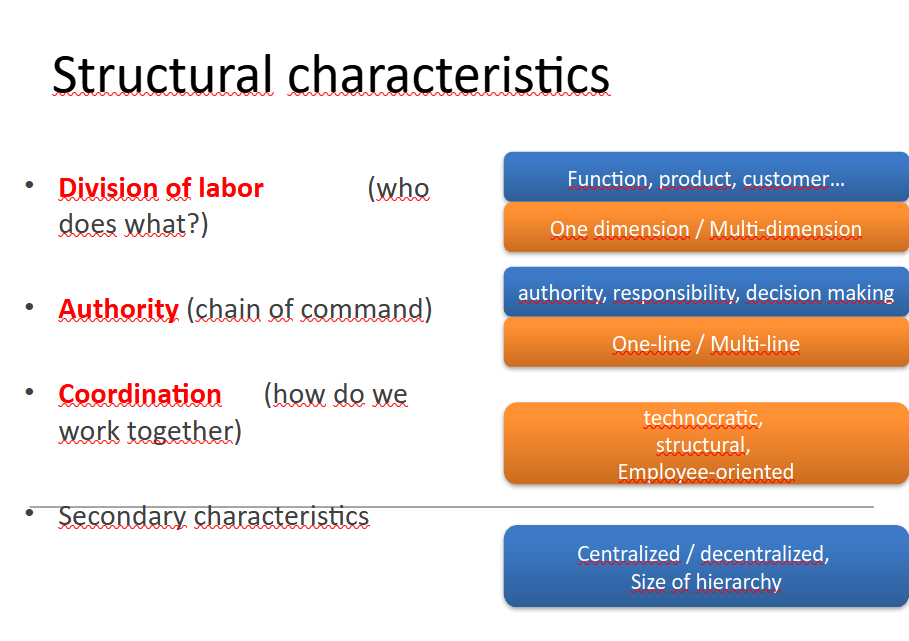 Structural characteristics
• Division of labor (who
does what?)
Function, product, customer…
One dimension / Multi-dimension
• Authority (chain of command)
authority, responsibility, decision making
One-line / Multi-line
• Coordination (how do we
work together)
technocratic,
structural,
Employee-oriented
• Secondary characteristics
Centralized / decentralized,
Size of hierarchy